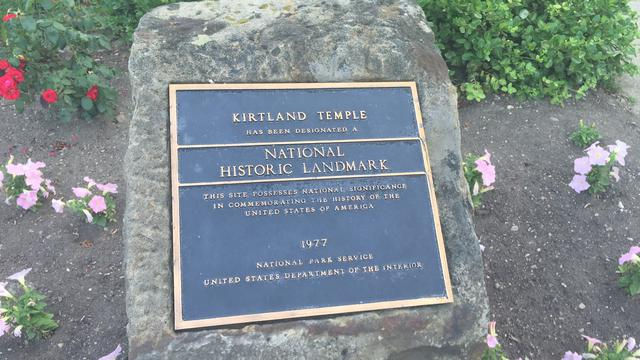 KIRTLAND TEMPLE
HAS BEEN DESIGNATED A
NATIONAL
HISTORIC LANDMARK
THIS SITE POSSESSES NATIONAL SIGNIFICANCE
IN COMMEMORATING THE HISTORY OF THE
UNITED STATES OF AMERICA
1977
NATIONAL PARK SERVICE
UNITED STATES DEPARTMENT OF THE INTERIOR